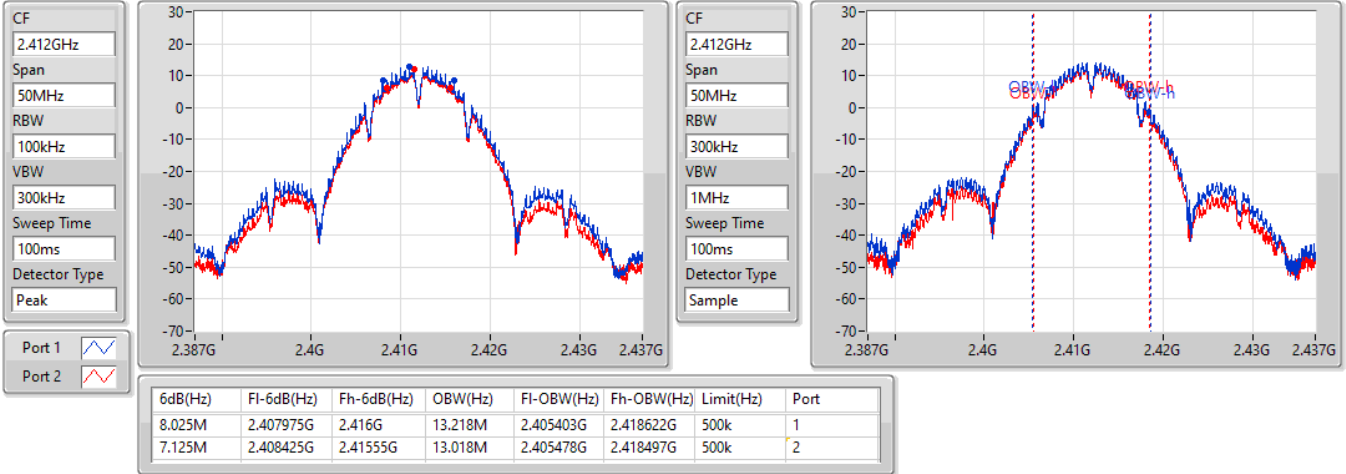 CF
2.412GHz
Span
50MHz
RBW
100kHz
VBW
300kHz
Sweep Time
100ms
Detector Type
Peak
Port 1
Port 2
30
20
10
0
-10
-20
-30
-40
-50
-60
-70
2.387G 2.4G 2.41G 2.42G 2.43G 2.437G
CF
2.412GHz
Span
50MHz
RBW
300kHz
VBW
1MHz
Sweep Time
100ms
Detector Type
Sample
30
20
10
0
-10
-20
-30
-40
-50
-60
-70
OBW-h
OBW-h
2.387G 2.4G 2.41G 2.42G 2.43G 2.437G
6dB(Hz) Fl-6dB(Hz) Fh-6dB(Hz) OBW(Hz) Fl-OBW(Hz) Fh-OBW(Hz) Limit(Hz) Port
8.025M 2.407975G 2.416G 13.218M 2.405403G 2.418622G 500k 1
7.125M 2.408425G 2.41555G 13.018M 2.405478G 2.418497G 500k 2